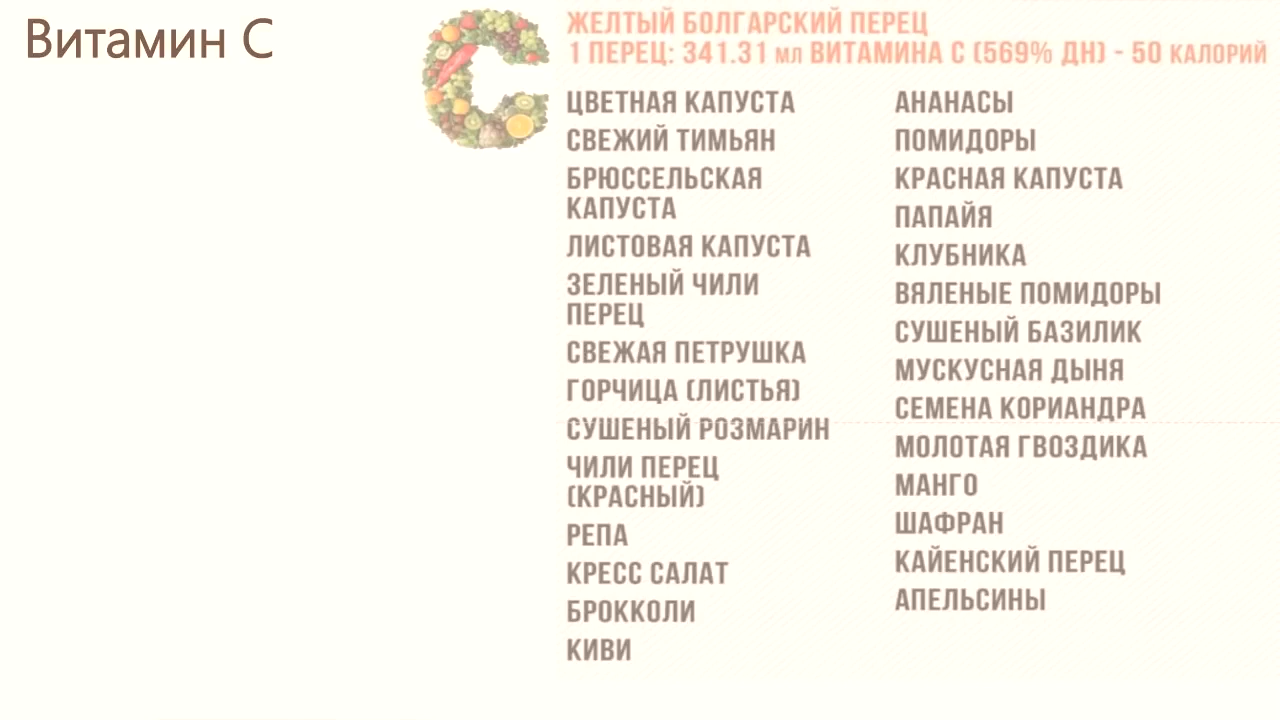 Витамин С
ЖЕЛТЫЙ БОЛГАРСКИЙ ПЕРЕЦ
1 ПЕРЕЦ: 341.31 мл ВИТАМИНА С (569% ДН) - 50 КАЛОРИЙ
ЦВЕТНАЯ КАПУСТА
СВЕЖИЙ ТИМЬЯН
БРЮССЕЛЬСКАЯ
КАПУСТА
ЛИСТОВАЯ КАПУСТА
ЗЕЛЕНЫЙ ЧИЛИ
ПЕРЕЦ
СВЕЖАЯ ПЕТРУШКА
ГОРЧИЦА (ЛИСТЬЯ)
СУШЕНЫЙ РОЗМАРИН
ЧИЛИ ПЕРЕЦ
(КРАСНЫЙ)
РЕПА
КРЕСС САЛАТ
БРОККОЛИ
КИВИ
АНАНАСЫ
ПОМИДОРЫ
КРАСНАЯ КАПУСТА
ПАПАЙЯ
КЛУБНИКА
ВЯЛЕНЫЕ ПОМИДОРЫ
СУШЕНЫЙ БАЗИЛИК
МУСКУСНАЯ ДЫНЯ
СЕМЕНА КОРИАНДРА
МОЛОТАЯ ГВОЗДИКА
МАНГО
ШАФРАН
КАЙЕНСКИЙ ПЕРЕЦ
АПЕЛЬСИНЫ